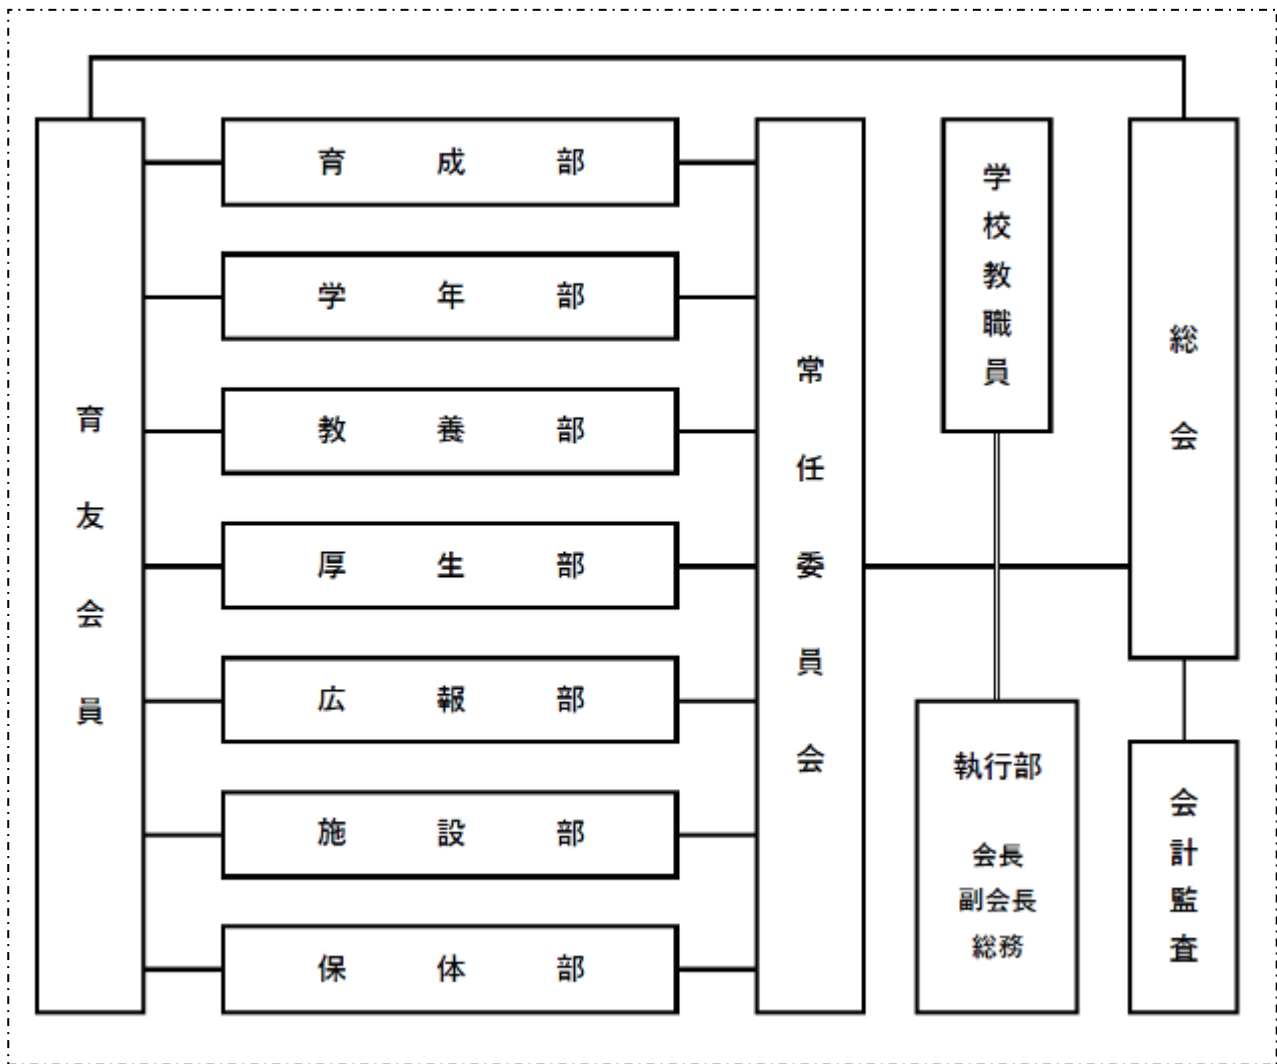 育友会員
育成部
学年部
教養部
厚生部
広報部
施設部
保体部
常任委員会
学校教職員
執行部
会長
副会長
総務
総会
会計監査